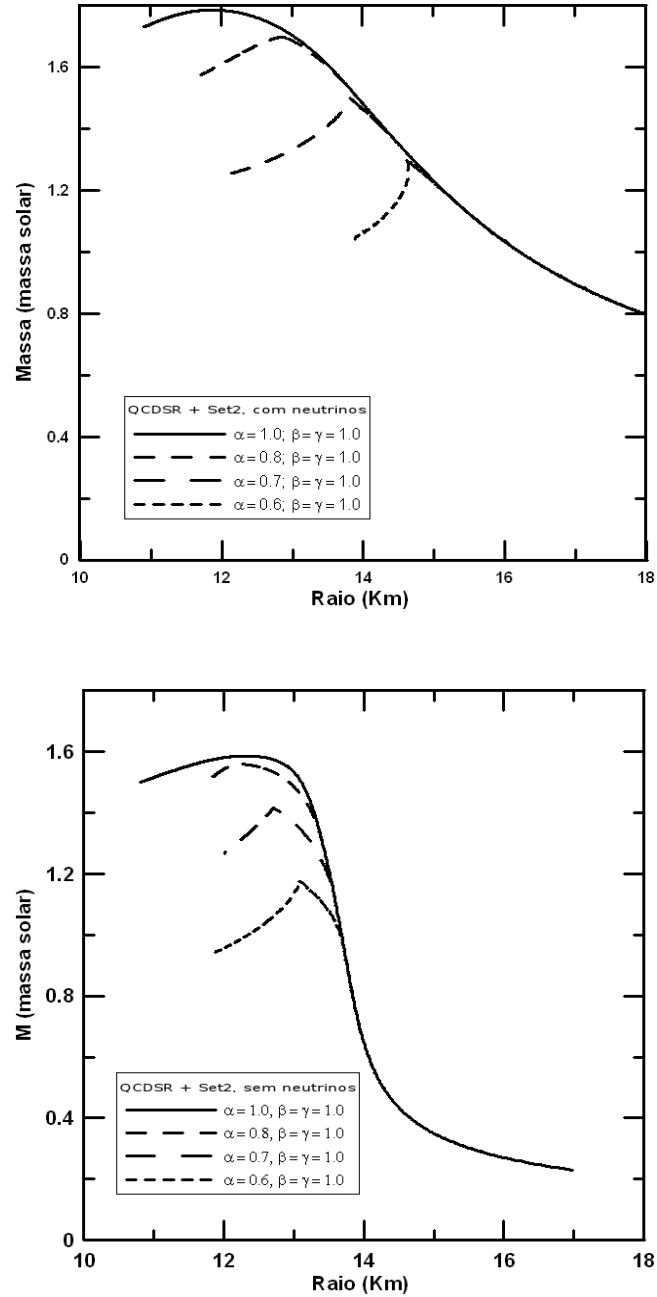 1.6
1.2
0.8
0.4
0
Massa (massa solar)
QCDSR + Set2, com neutrinos
α = 1.0; β = γ = 1.0
α = 0.8; β = γ = 1.0
α = 0.7; β = γ = 1.0
α = 0.6; β = γ = 1.0
10 12 14 16 18
Raio (Km)
1.6
1.2
0.8
0.4
0
M (massa solar)
QCDSR + Set2, sem neutrinos
α = 1.0, β = γ = 1.0
α = 0.8, β = γ = 1.0
α = 0.7, β = γ = 1.0
α = 0.6, β = γ = 1.0
10 12 14 16 18
Raio (Km)